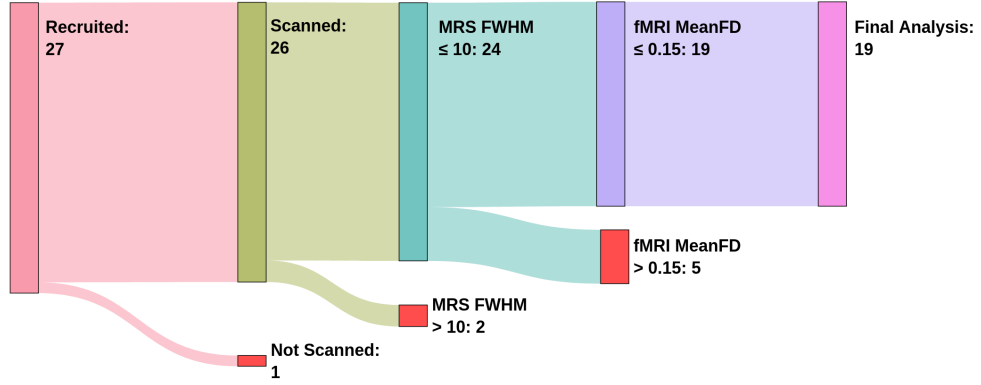 Recruited:
27
Scanned:
26
MRS FWHM
≤ 10: 24
fMRI MeanFD
≤ 0.15: 19
Final Analysis:
19
fMRI MeanFD
> 0.15: 5
MRS FWHM
> 10: 2
Not Scanned:
1